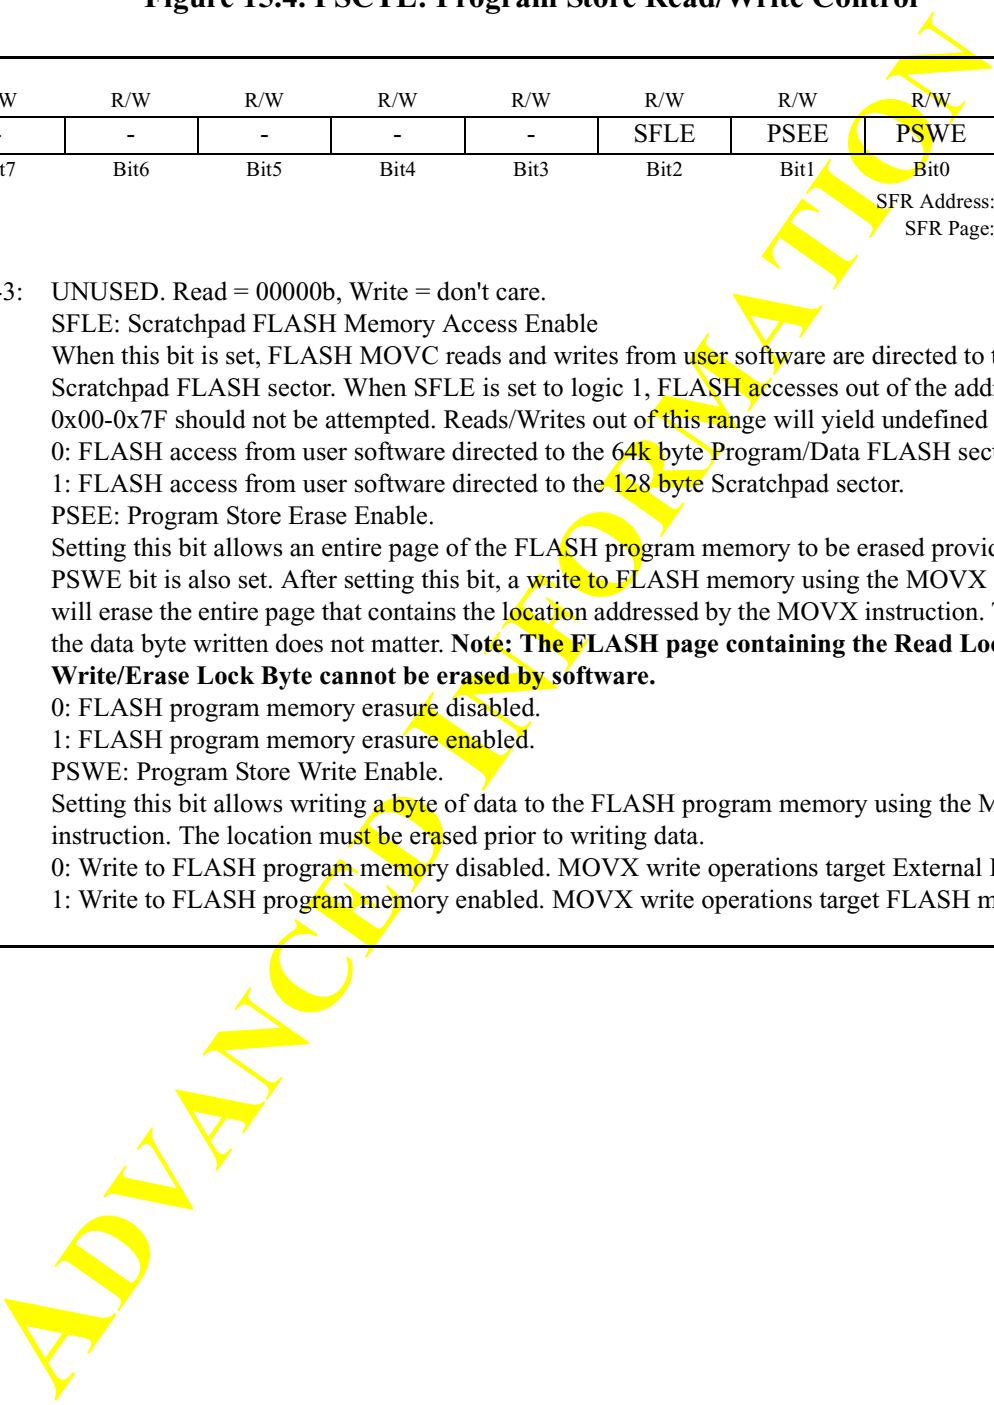 Figure 15.4. PSCTL: Program Store Read/Write Control
R/W R/W R/W R/W R/W R/W R/W
- - - - - SFLE PSEE PSWE
Bit6 Bit5 Bit4 Bit3 Bit2 Bit1 Bit0
SFR Address:
SFR Page:
-3: UNUSED. Read = 00000b, Write = don't care.
SFLE: Scratchpad FLASH Memory Access Enable
When this bit is set, FLASH MOVC reads and writes from user software are directed to
Scratchpad FLASH sector. When SFLE is set to logic 1, FLASH accesses out of the
0x00-0x7F should not be attempted. Reads/Writes out of this range will yield undefined
0: FLASH access from user software directed to the 64k byte Program/Data FLASH
1: FLASH access from user software directed to the 128 byte Scratchpad sector.
PSEE: Program Store Erase Enable.
Setting this bit allows an entire page of the FLASH program memory to be erased
PSWE bit is also set. After setting this bit, a write to FLASH memory using the MOVX
will erase the entire page that contains the location addressed by the MOVX instruction.
the data byte written does not matter. Note: The FLASH page containing the Read
Write/Erase Lock Byte cannot be erased by software.
0: FLASH program memory erasure disabled.
1: FLASH program memory erasure enabled.
PSWE: Program Store Write Enable.
Setting this bit allows writing a byte of data to the FLASH program memory using the
instruction. The location must be erased prior to writing data.
0: Write to FLASH program memory disabled. MOVX write operations target External
1: Write to FLASH program memory enabled. MOVX write operations target FLASH
ADVANCED INFORMATION